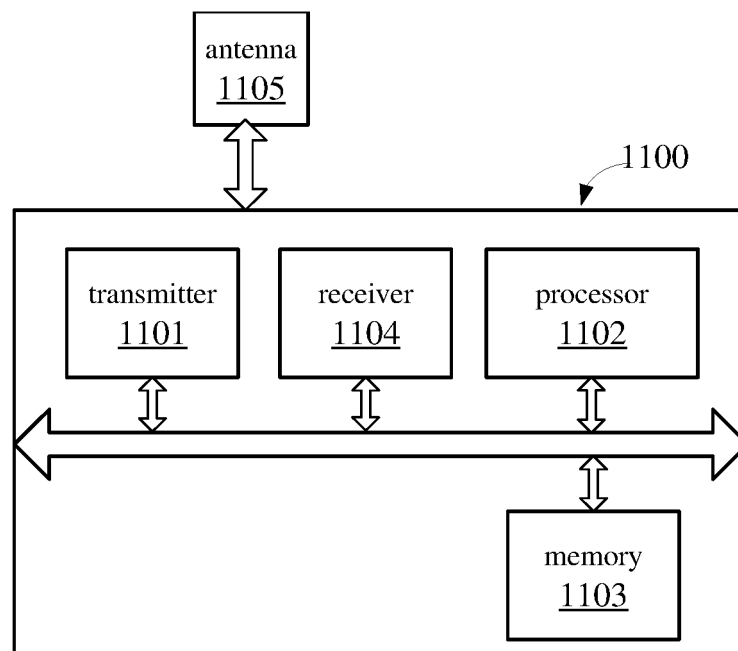 antenna
1105
1100
transmitter
1101
receiver
1104
processor
1102
memory
1103